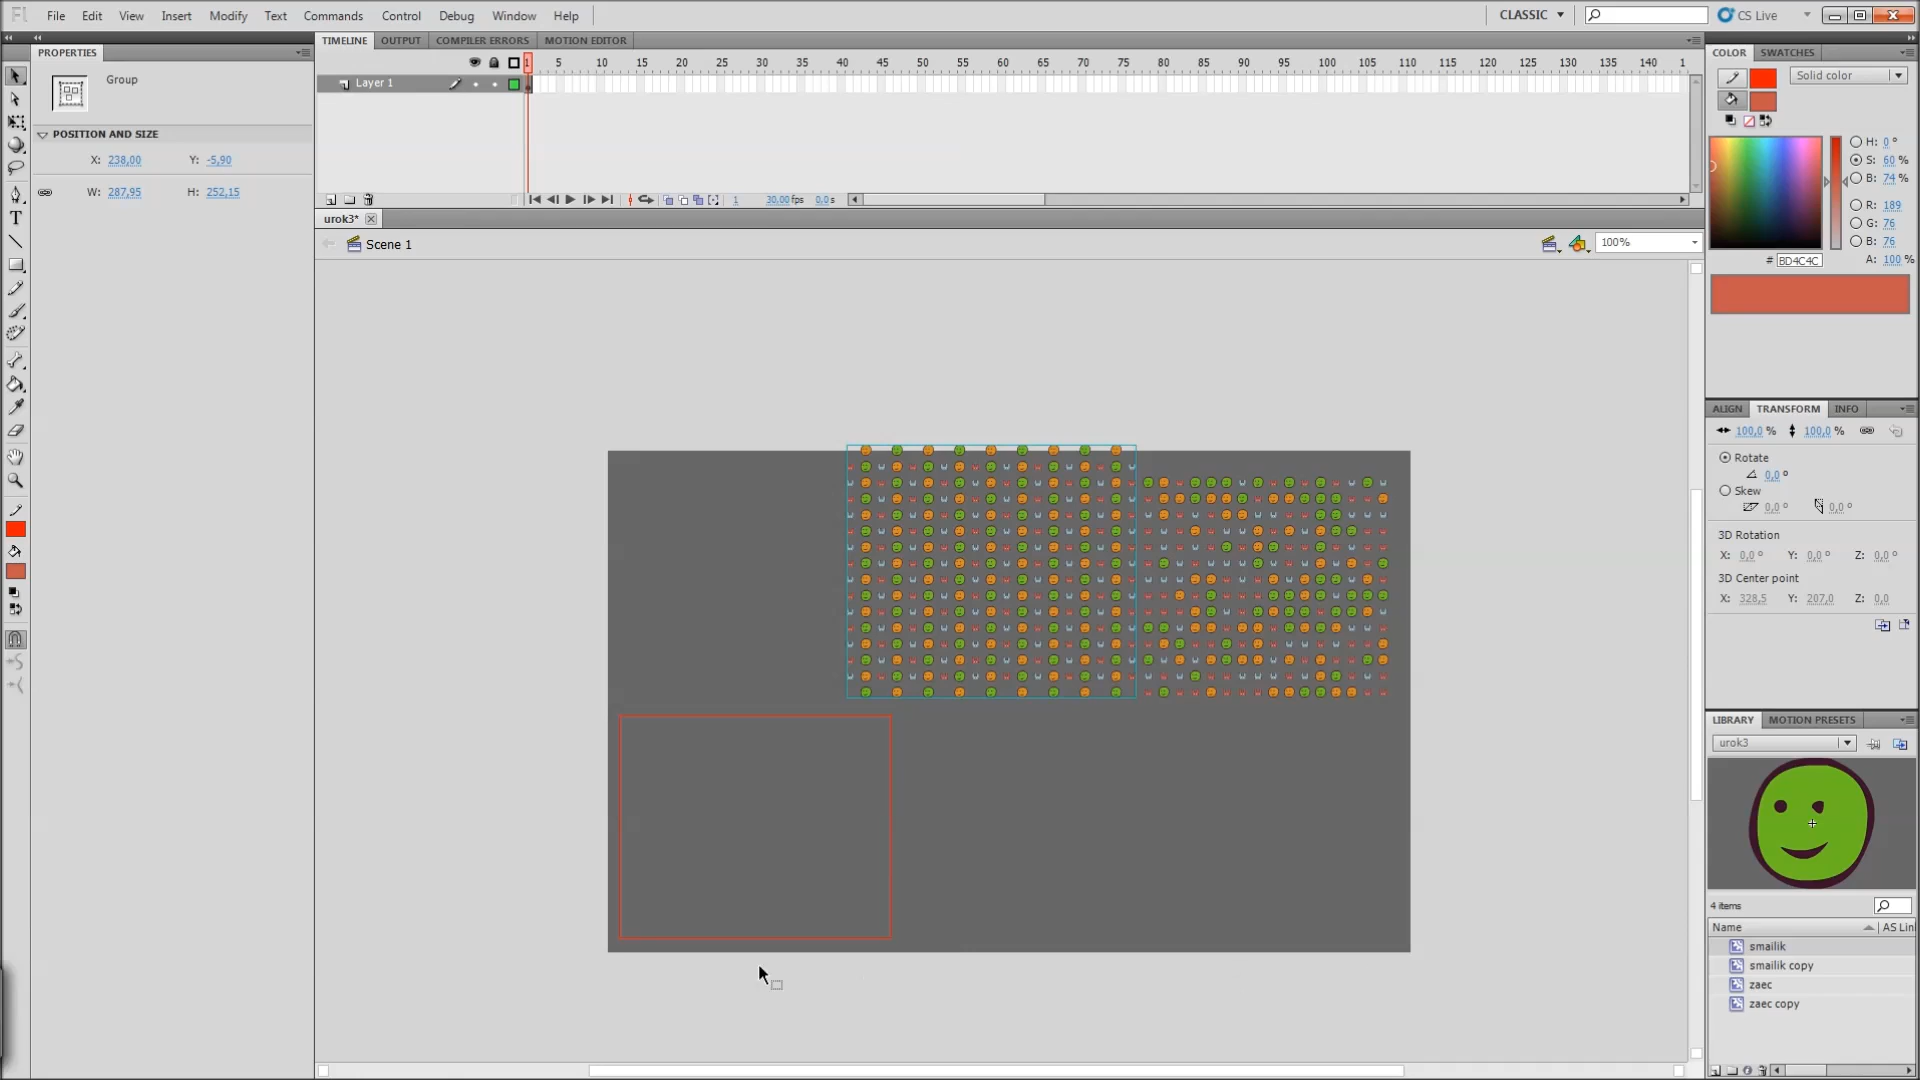 Fl File Edit View Insert Modify Text Commands Control Debug Window Help CLASSIC CS Live
PROPERTIES
Group
POSITION AND SIZE
X: 238,00 Y: -5,90
W: 287,95 H: 252,15
TIMELINE OUTPUT COMPILER ERRORS MOTION EDITOR
1 5 10 15 20 25 30 35 40 45 50 55 60 65 70 75 80 85 90 95 100 105 110 115 120 125 130 135 140 1
Layer 1
1 30,00 fps 0,0 s
urok3*
Scene 1
100%
COLOR SWATCHES
Solid color
H: 0 °
S: 60 %
B: 74 %
R: 189
G: 76
B: 76
# BD4C4C A: 100 %
ALIGN TRANSFORM INFO
100,0 % 100,0 %
Rotate
0,0 °
Skew
0,0 ° 0,0 °
3D Rotation
X: 0,0 ° Y: 0,0 ° Z: 0,0 °
3D Center point
X: 328,5 Y: 207,0 Z: 0,0
LIBRARY MOTION PRESETS
urok3
4 items
Name AS Lin
smailik
smailik copy
zaec
zaec copy